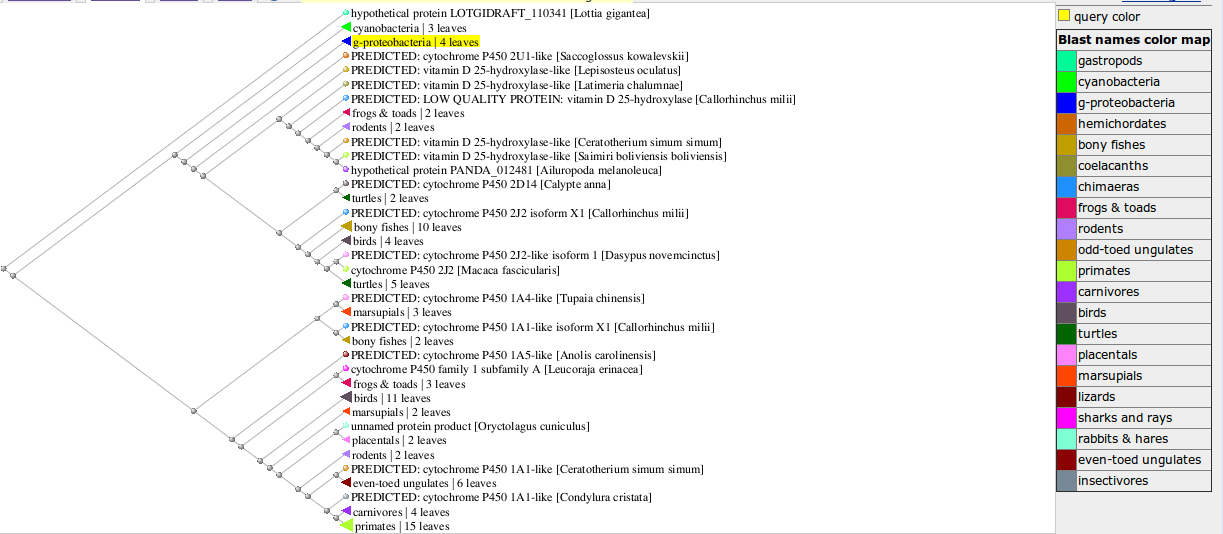 hypothetical protein LOTGIDRAFT_110341 [Lottia gigantea]
cyanobacteria | 3 leaves
g-proteobacteria | 4 leaves
PREDICTED: cytochrome P450 2U1-like [Saccoglossus kowalevskii]
PREDICTED: vitamin D 25-hydroxylase-like [Lepisosteus oculatus]
PREDICTED: vitamin D 25-hydroxylase-like [Latimeria chalumnae]
PREDICTED: LOW QUALITY PROTEIN: vitamin D 25-hydroxylase [Callorhinchus milii]
frogs & toads | 2 leaves
rodents | 2 leaves
PREDICTED: vitamin D 25-hydroxylase-like [Ceratotherium simum simum]
PREDICTED: vitamin D 25-hydroxylase-like [Saimiri boliviensis boliviensis]
hypothetical protein PANDA_012481 [Ailuropoda melanoleuca]
PREDICTED: cytochrome P450 2D14 [Calypte anna]
turtles | 2 leaves
PREDICTED: cytochrome P450 2J2 isoform X1 [Callorhinchus milii]
bony fishes | 10 leaves
birds | 4 leaves
PREDICTED: cytochrome P450 2J2-like isoform 1 [Dasypus novemcinctus]
cytochrome P450 2J2 [Macaca fascicularis]
turtles | 5 leaves
PREDICTED: cytochrome P450 1A4-like [Tupaia chinensis]
marsupials | 3 leaves
PREDICTED: cytochrome P450 1A1-like isoform X1 [Callorhinchus milii]
bony fishes | 2 leaves
PREDICTED: cytochrome P450 1A5-like [Anolis carolinensis]
cytochrome P450 family 1 subfamily A [Leucoraja erinacea]
frogs & toads | 3 leaves
birds | 11 leaves
marsupials | 2 leaves
unnamed protein product [Oryctolagus cuniculus]
placentals | 2 leaves
rodents | 2 leaves
PREDICTED: cytochrome P450 1A1-like [Ceratotherium simum simum]
even-toed ungulates | 6 leaves
PREDICTED: cytochrome P450 1A1-like [Condylura cristata]
carnivores | 4 leaves
primates | 15 leaves
query color
Blast names color map
gastropods
cyanobacteria
g-proteobacteria
hemichordates
bony fishes
coelacanths
chimaeras
frogs & toads
rodents
odd-toed ungulates
primates
carnivores
birds
turtles
placentals
marsupials
lizards
sharks and rays
rabbits & hares
even-toed ungulates
insectivores